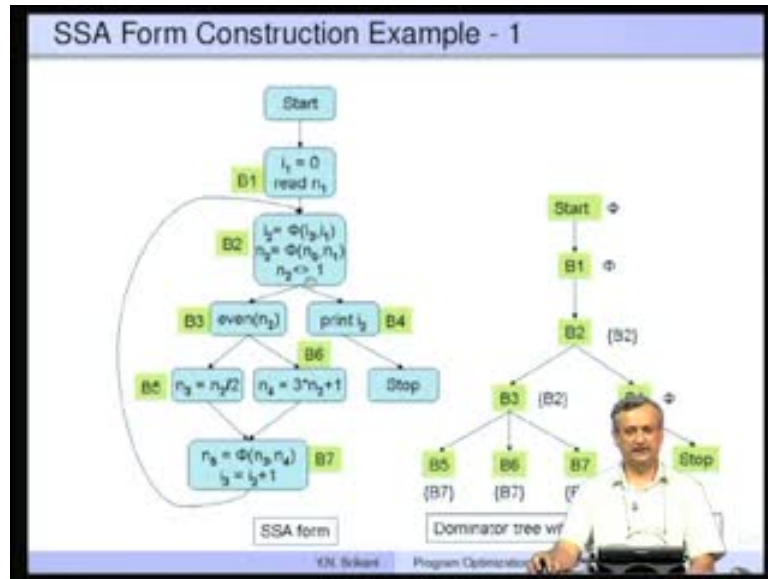 SSA Form Construction Example - 1
Start
B1
i₁ = 0
read n₁
B2
i₂= Φ(i₃,i₁)
n₂= Φ(n₅,n₁)
n₂<> 1
B3
even(n₂)
print i₂
B4
B6
B5
n₃ = n₂/2
n₄ = 3*n₂+1
Stop
n₅ = Φ(n₃,n₄)
i₃ = i₂+1
B7
SSA form
Start Φ
B1 Φ
B2 {B2}
B3 {B2}
Φ
B5
B6
B7
Stop
{B7}
{B7}
Dominator tree
Y.N. Srikant
Program Optimization